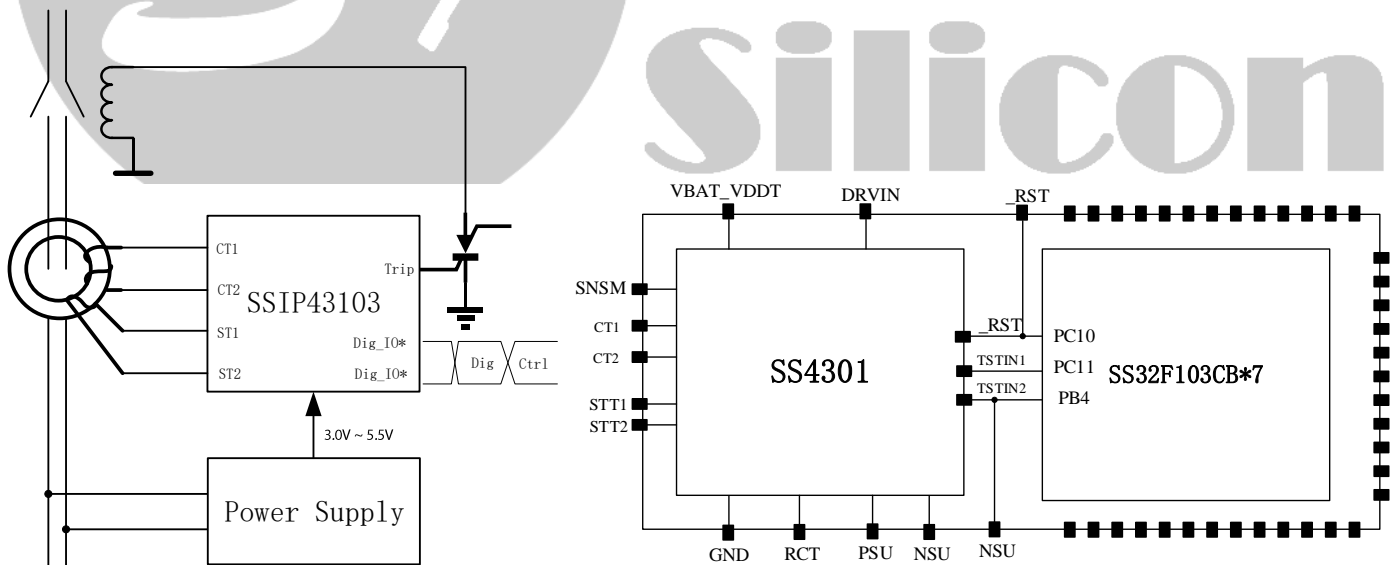 Silicon
CT1
CT2
ST1
ST2
SSIP43103
Trip
Dig_IO*
Dig_IO*
Dig
Ctrl
3.0V ~ 5.5V
Power Supply
VBAT_VDDT
DRVIN
_RST
SNSM
CT1
CT2
STT1
STT2
SS4301
_RST
TSTIN1
TSTIN2
PC10
PC11
PB4
SS32F103CB*7
GND
RCT
PSU
NSU
NSU